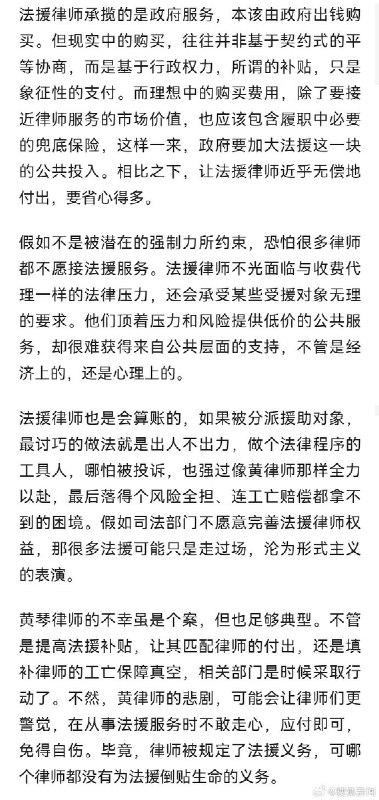 法援律师承揽的是政府服务，本该由政府出钱购
买。但现实中的购买，往往并非基于契约式的平
等协商，而是基于行政权力，所谓的补贴，只是
象征性的支付。而理想中的购买费用，除了要接
近律师服务的市场价值，也应该包含履职中必要
的兜底保险，这样一来，政府要加大法援这一块
的公共投入。相比之下，让法援律师近乎无偿地
付出，要省心得多。
假如不是被潜在的强制力所约束，恐怕很多律师
都不愿接法援服务。法援律师不光面临与收费代
理一样的法律压力，还会承受某些受援对象无理
的要求。他们顶着压力和风险提供低价的公共服
务，却很难获得来自公共层面的支持，不管是经
济上的，还是心理上的。
法援律师也是会算账的，如果被分派援助对象，
最讨巧的做法就是出人不出力，做个法律程序的
工具人，哪怕被投诉，也强过像黄律师那样全力
以赴，最后落得个风险全担、连工亡赔偿都拿不
到的困境。假如司法部门不愿意完善法援律师权
益，那很多法援可能只是走过场，沦为形式主义
的表演。
黄琴律师的不幸虽是个案，但也足够典型。不管
是提高法援补贴，让其匹配律师的付出，还是填
补律师的工亡保障真空，相关部门是时候采取行
动了。不然，黄律师的悲剧，可能会让律师们更
警觉，在从事法援服务时不敢走心，应付即可，
免得自伤。毕竟，律师被规定了法援义务，可哪
个律师都没有为法援倒贴生命的义务。